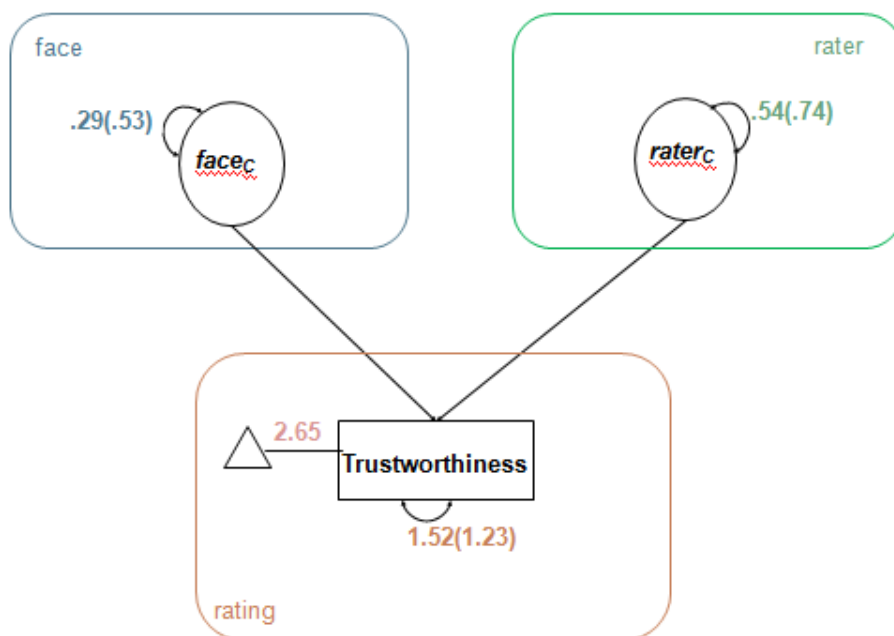 face
rater
.29(.53)
.54(.74)
faceC
raterC
2.65
Trustworthiness
1.52(1.23)
rating